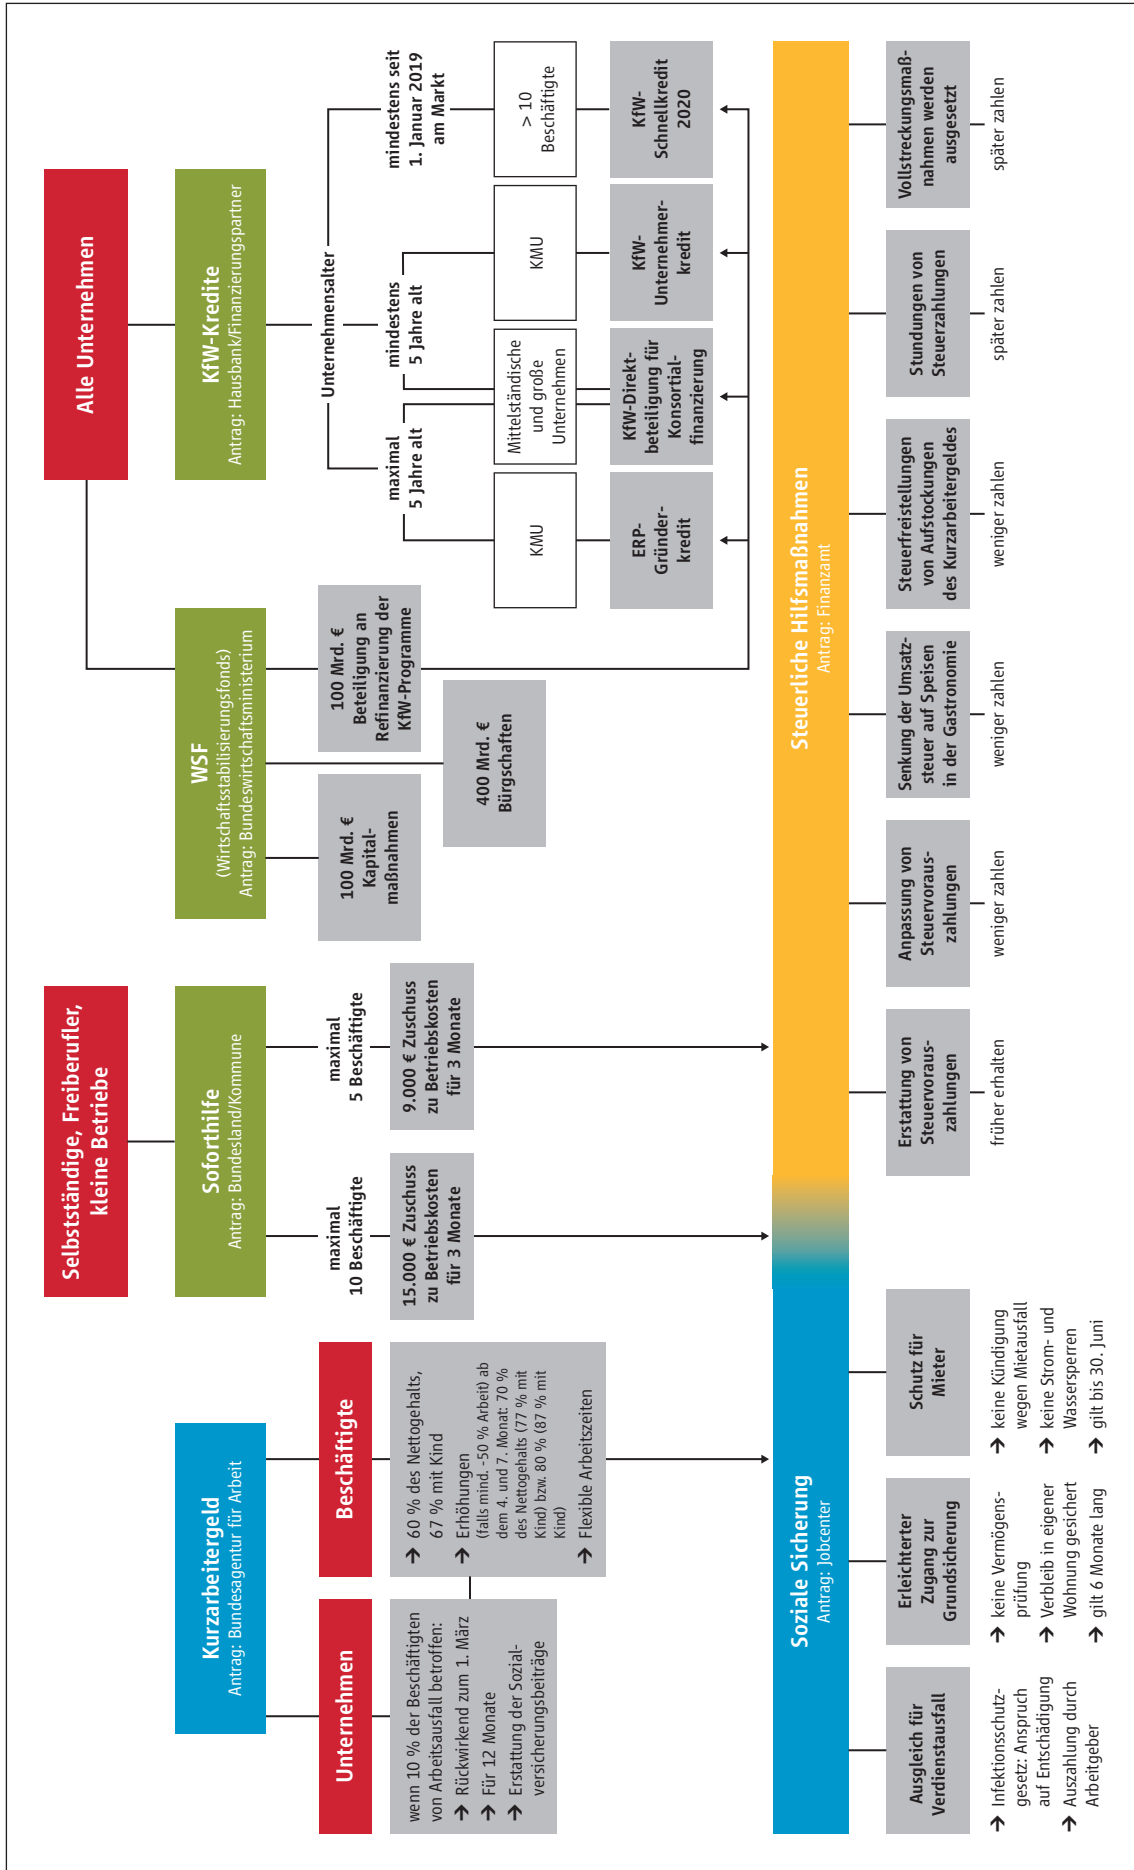 Kurzarbeitergeld
Antrag: Bundesagentur für Arbeit
Unternehmen
wenn 10 % der Beschäftigten
von Arbeitsausfall betroffen:
➔ Rückwirkend zum 1. März
➔ Für 12 Monate
➔ Erstattung der Sozial-
versicherungsbeiträge
Beschäftigte
➔ 60 % des Nettogehalts,
67 % mit Kind
➔ Erhöhungen
(falls mind. -50 % Arbeit) ab
dem 4. und 7. Monat: 70 %
des Nettogehalts (77 % mit
Kind) bzw. 80 % (87 % mit
Kind)
➔ Flexible Arbeitszeiten
Selbstständige, Freiberufler,
kleine Betriebe
Soforthilfe
Antrag: Bundesland/Kommune
maximal
10 Beschäftigte
15.000 € Zuschuss
zu Betriebskosten
für 3 Monate
maximal
5 Beschäftigte
9.000 € Zuschuss
zu Betriebskosten
für 3 Monate
Alle Unternehmen
WSF
(Wirtschaftsstabilisierungsfonds)
Antrag: Bundeswirtschaftsministerium
100 Mrd. €
Kapital-
maßnahmen
400 Mrd. €
Bürgschaften
100 Mrd. €
Beteiligung an
Refinanzierung der
KfW-Programme
KfW-Kredite
Antrag: Hausbank/Finanzierungspartner
Unternehmensalter
maximal
5 Jahre alt
mindestens
5 Jahre alt
mindestens seit
1. Januar 2019
am Markt
KMU
Mittelständische
und große
Unternehmen
KMU
> 10
Beschäftigte
ERP-
Gründer-
kredit
KfW-Direkt-
beteiligung für
Konsortial-
finanzierung
KfW-
Unternehmer-
kredit
KfW-
Schnellkredit
2020
Soziale Sicherung
Antrag: Jobcenter
Ausgleich für
Verdienstausfall
➔ Infektionsschutz-
gesetz: Anspruch
auf Entschädigung
➔ Auszahlung durch
Arbeitgeber
Erleichterter
Zugang zur
Grundsicherung
➔ keine Vermögens-
prüfung
➔ Verbleib in eigener
Wohnung gesichert
➔ gilt 6 Monate lang
Schutz für
Mieter
➔ keine Kündigung
wegen Mietausfall
➔ keine Strom- und
Wassersperren
➔ gilt bis 30. Juni
Steuerliche Hilfsmaßnahmen
Antrag: Finanzamt
Erstattung von
Steuervoraus-
zahlungen
früher erhalten
Anpassung von
Steuervoraus-
zahlungen
weniger zahlen
Senkung der Umsatz-
steuer auf Speisen
in der Gastronomie
weniger zahlen
Steuerfreistellungen
von Aufstockungen
des Kurzarbeitergeldes
weniger zahlen
Stundungen von
Steuerzahlungen
später zahlen
Vollstreckungsmaß-
nahmen werden
ausgesetzt
später zahlen